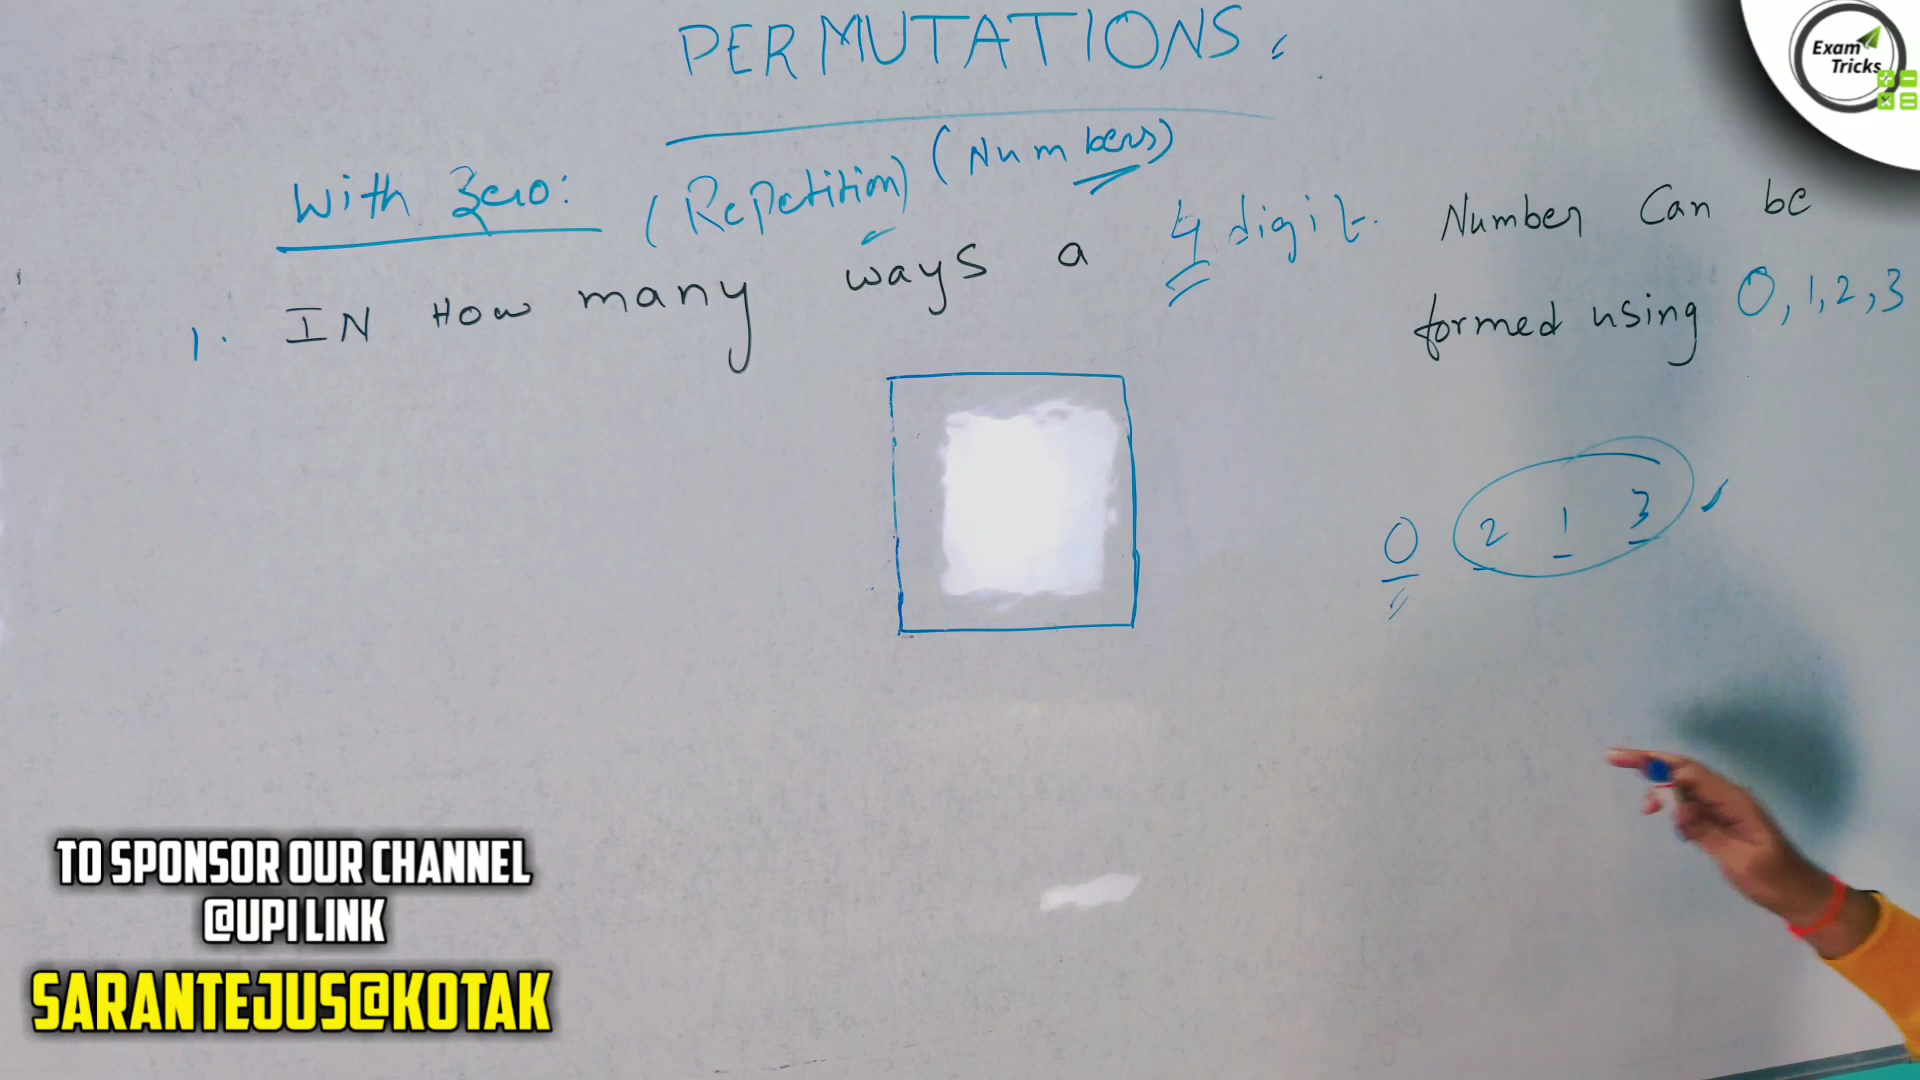 PERMUTATIONS.
Exam
Tricks
With Zero: (Repetition) (Numbers)
1. IN How many ways a 4 digit. Number Can be
formed using 0, 1, 2, 3
0 2 1 3
TO SPONSOR OUR CHANNEL
@UPI LINK
SARANTEJUS@KOTAK